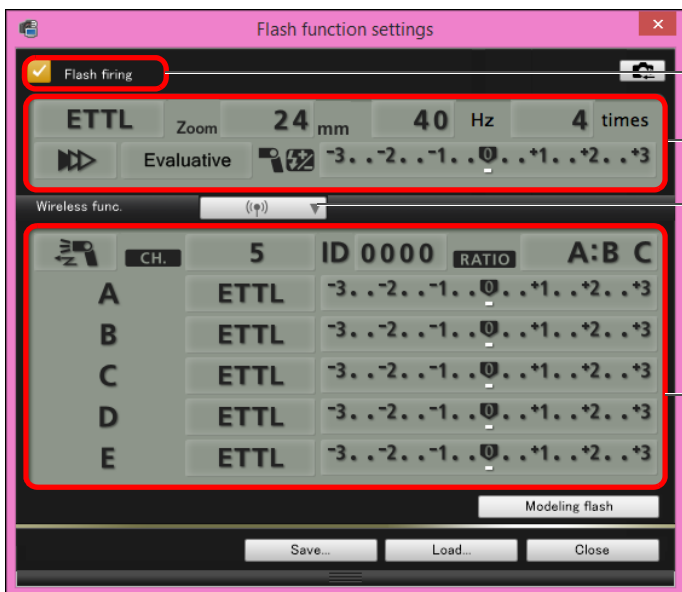 Flash function settings
Flash firing
ETTL Zoom 24 mm 40 Hz 4 times
Evaluative -3..-2..-1..0..+1..+2..+3
Wireless func.
CH. 5 ID 0000 RATIO A:B C
A ETTL -3..-2..-1..0..+1..+2..+3
B ETTL -3..-2..-1..0..+1..+2..+3
C ETTL -3..-2..-1..0..+1..+2..+3
D ETTL -3..-2..-1..0..+1..+2..+3
E ETTL -3..-2..-1..0..+1..+2..+3
Modeling flash
Save... Load... Close